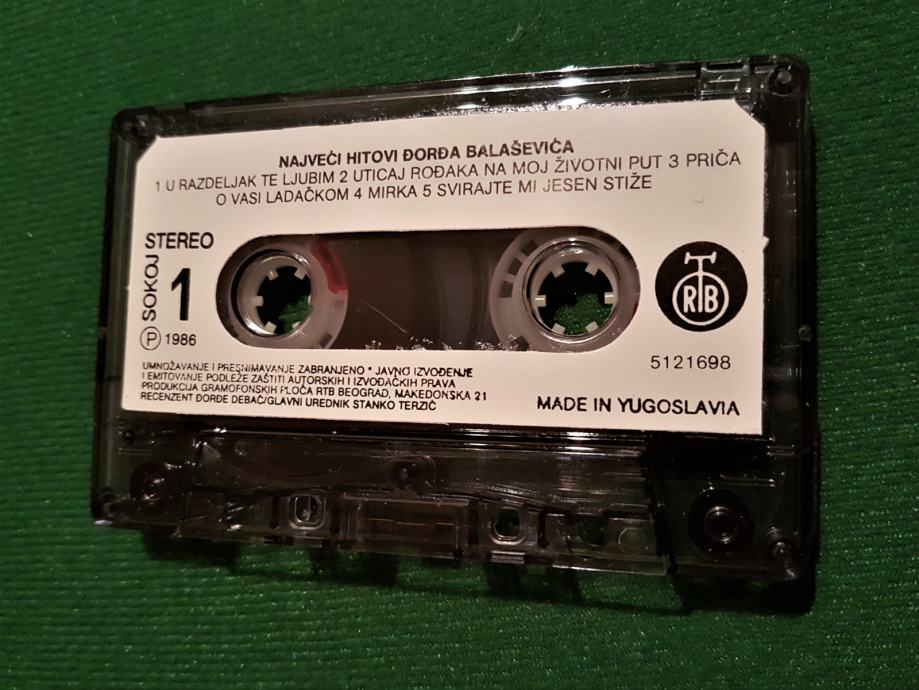 NAJVEĆI HITOVI ĐORĐA BALAŠEVIĆA
1 U RAZDELJAK TE LJUBIM 2 UTICAJ ROĐAKA NA MOJ ŽIVOTNI PUT 3 PRIČA
O VASI LADAČKOM 4 MIRKA 5 SVIRAJTE MI JESEN STIŽE
STEREO
SOKOJ
1
Ⓟ 1986
RTB
5121698
UMNOŽAVANJE I PRESNIMAVANJE ZABRANJENO * JAVNO IZVOĐENJE
I EMITOVANJE PODLEŽE ZAŠTITI AUTORSKIH I IZVOĐAČKIH PRAVA
PRODUKCIJA GRAMOFONSKIH PLOČA RTB BEOGRAD, MAKEDONSKA 21
RECENZENT ĐORĐE DEBAČ/GLAVNI UREDNIK STANKO TERZIĆ
MADE IN YUGOSLAVIA